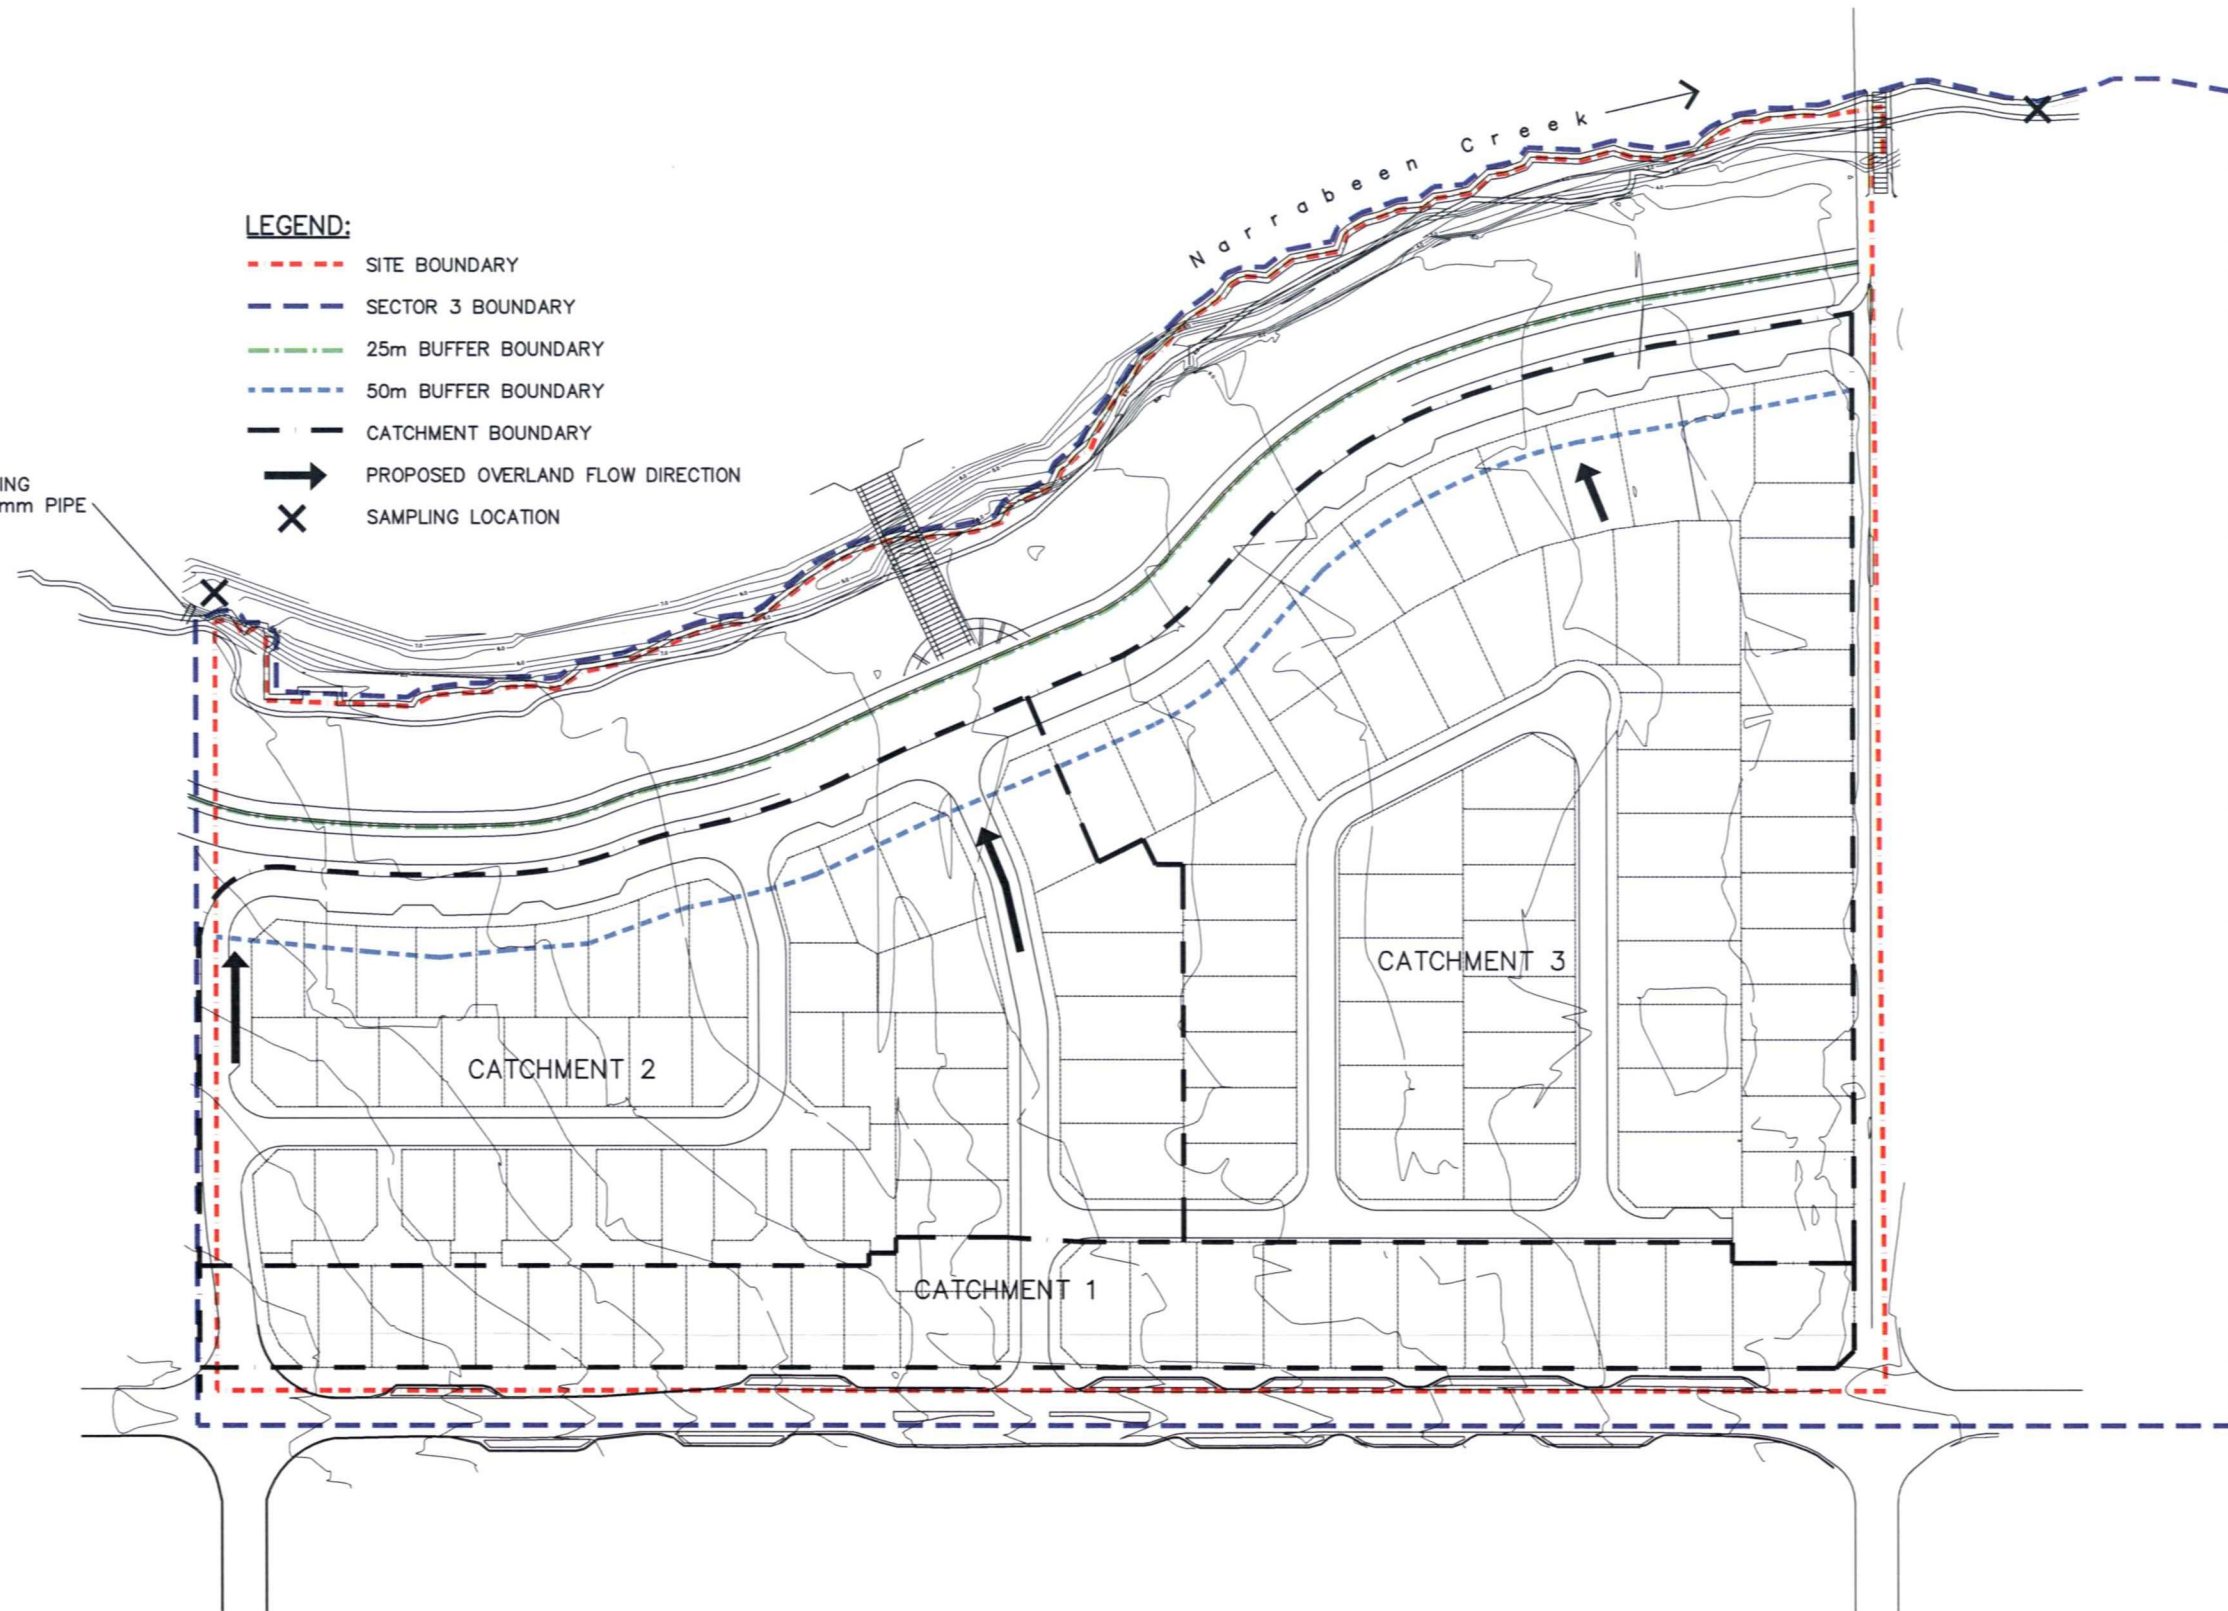 Narrabeen Creek
LEGEND:
SITE BOUNDARY
SECTOR 3 BOUNDARY
25m BUFFER BOUNDARY
50m BUFFER BOUNDARY
CATCHMENT BOUNDARY
PROPOSED OVERLAND FLOW DIRECTION
SAMPLING LOCATION
ING
mm PIPE
CATCHMENT 3
CATCHMENT 2
CATCHMENT 1